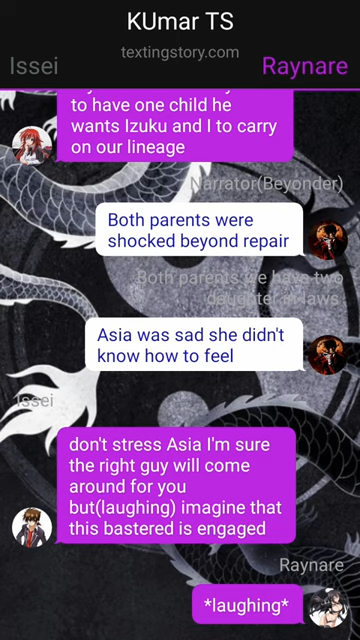 KUmar TS
textingstory.com
Issei
Raynare
to have one child he
wants Izuku and I to carry
on our lineage
Narrator(Beyonder)
Both parents were
shocked beyond repair
Both parents we have two
daughter in laws
Asia was sad she didn't
know how to feel
Issei
don't stress Asia I'm sure
the right guy will come
around for you
but(laughing) imagine that
this bastered is engaged
Raynare
*laughing*